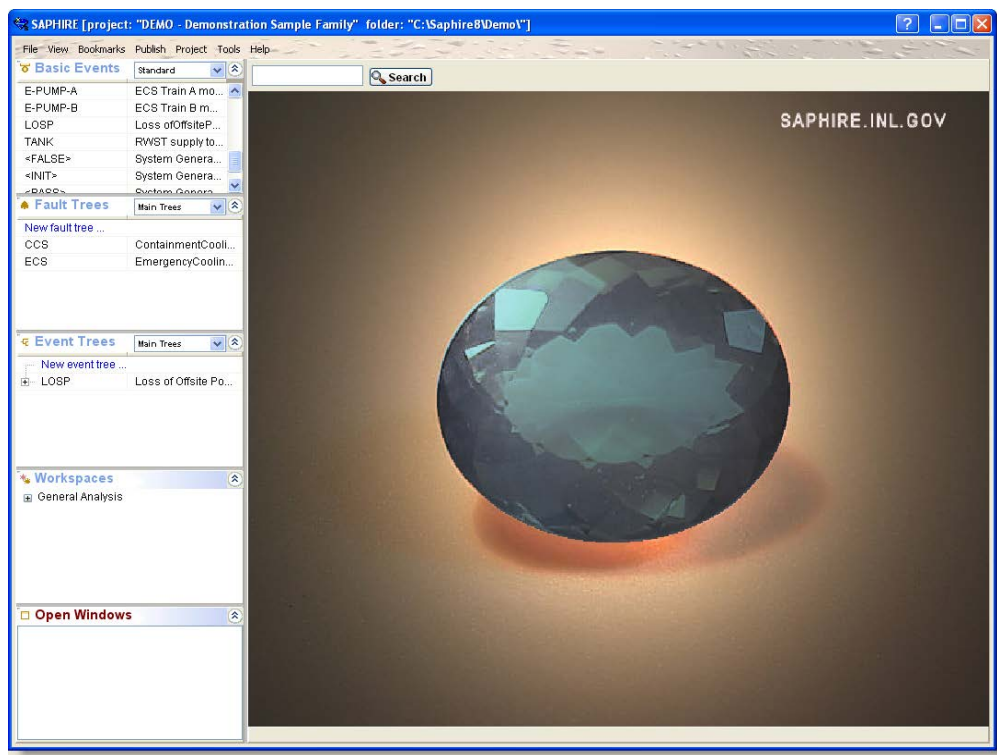 SAPHIRE [project: "DEMO - Demonstration Sample Family" folder: "C:\Saphire8\Demo\"]
File View Bookmarks Publish Project Tools Help
Basic Events Standard
Search
E-PUMP-A ECS Train A mo...
E-PUMP-B ECS Train B m...
LOSP Loss ofOffsiteP...
TANK RWST supply to...
<FALSE> System Genera...
<INIT> System Genera...
<PASS> System Genera...
SAPHIRE.INL.GOV
Fault Trees Main Trees
New fault tree ...
CCS ContainmentCooli...
ECS EmergencyCoolin...
Event Trees Main Trees
New event tree ...
LOSP Loss of Offsite Po...
Workspaces
General Analysis
Open Windows